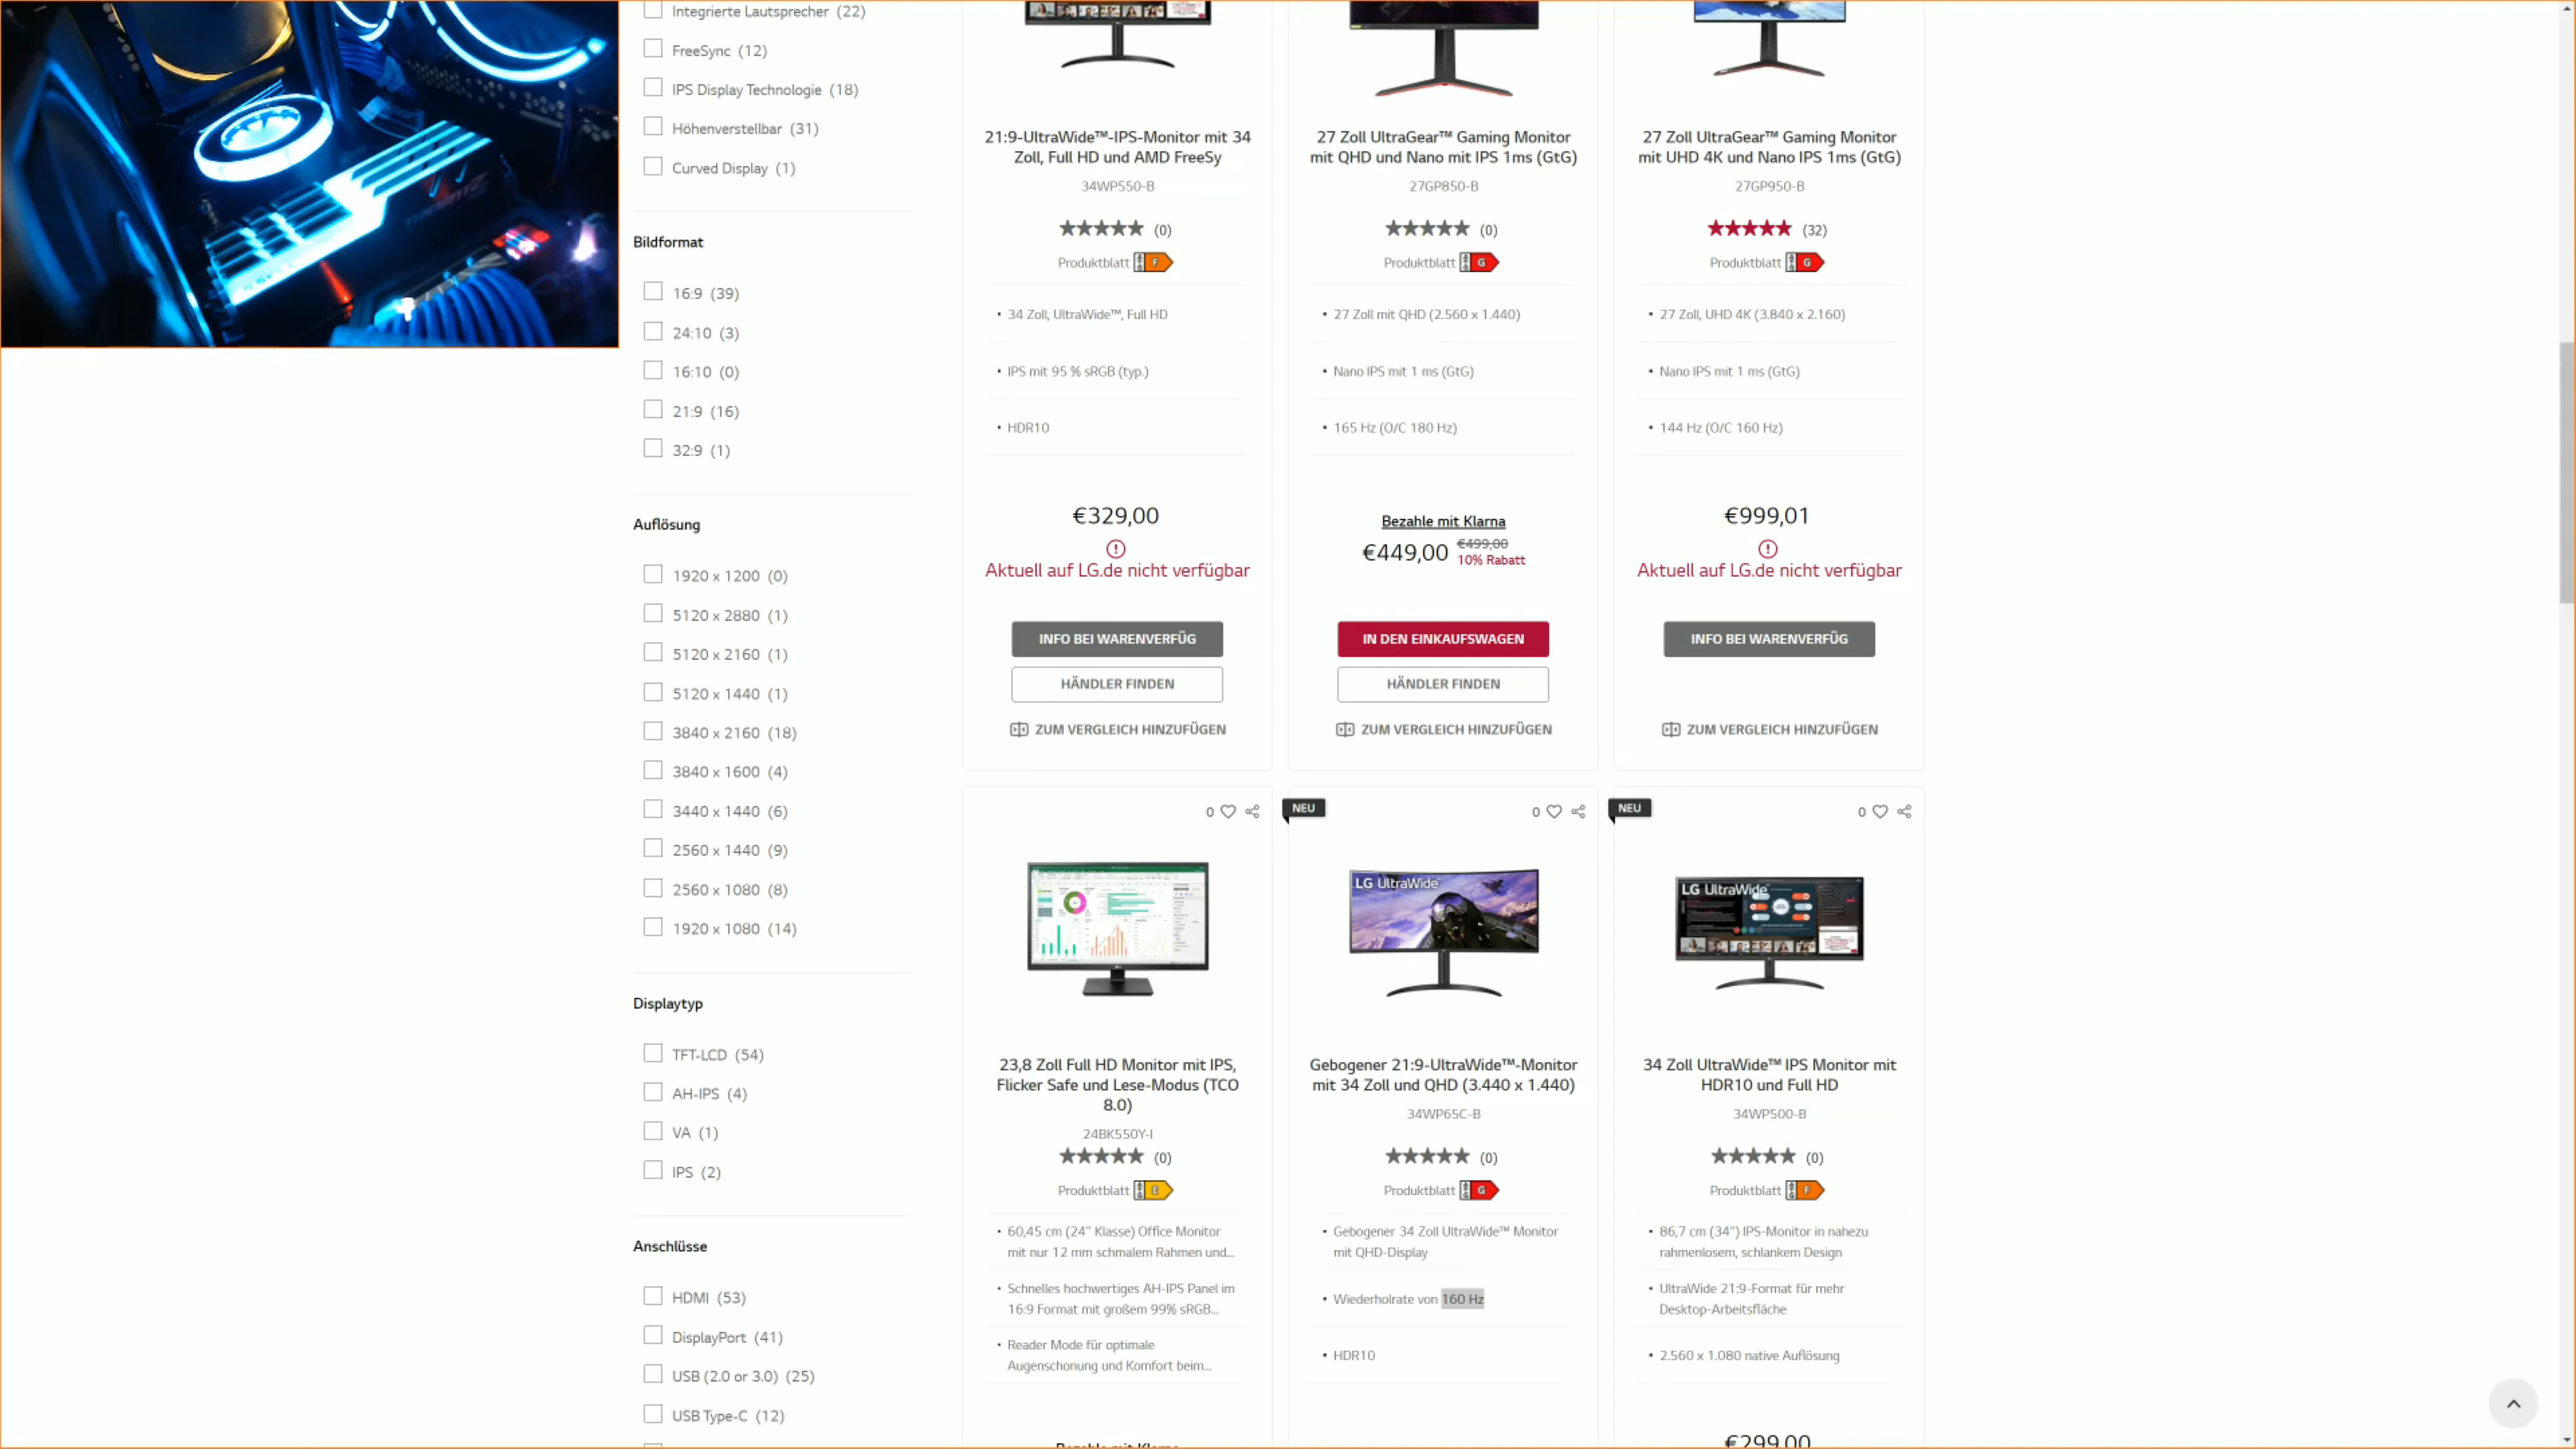 Integrierte Lautsprecher (22)
FreeSync (12)
IPS Display Technologie (18)
Höhenverstellbar (31)
Curved Display (1)
Bildformat
16:9 (39)
24:10 (3)
16:10 (0)
21:9 (16)
32:9 (1)
Auflösung
1920 x 1200 (0)
5120 x 2880 (1)
5120 x 2160 (1)
5120 x 1440 (1)
3840 x 2160 (18)
3840 x 1600 (4)
3440 x 1440 (6)
2560 x 1440 (9)
2560 x 1080 (8)
1920 x 1080 (14)
Displaytyp
TFT-LCD (54)
AH-IPS (4)
VA (1)
IPS (2)
Anschlüsse
HDMI (53)
DisplayPort (41)
USB (2.0 or 3.0) (25)
USB Type-C (12)
21:9-UltraWide™-IPS-Monitor mit 34
Zoll, Full HD und AMD FreeSy
34WP550-B
(0)
Produktblatt F
• 34 Zoll, UltraWide™, Full HD
• IPS mit 95 % sRGB (typ.)
• HDR10
€329,00
Aktuell auf LG.de nicht verfügbar
INFO BEI WARENVERFÜG
HÄNDLER FINDEN
ZUM VERGLEICH HINZUFÜGEN
27 Zoll UltraGear™ Gaming Monitor
mit QHD und Nano mit IPS 1ms (GtG)
27GP850-B
(0)
Produktblatt G
• 27 Zoll mit QHD (2.560 x 1.440)
• Nano IPS mit 1 ms (GtG)
• 165 Hz (O/C 180 Hz)
Bezahle mit Klarna
€449,00 €499,00
10% Rabatt
IN DEN EINKAUFSWAGEN
HÄNDLER FINDEN
ZUM VERGLEICH HINZUFÜGEN
27 Zoll UltraGear™ Gaming Monitor
mit UHD 4K und Nano IPS 1ms (GtG)
27GP950-B
(32)
Produktblatt G
• 27 Zoll, UHD 4K (3.840 x 2.160)
• Nano IPS mit 1 ms (GtG)
• 144 Hz (O/C 160 Hz)
€999,01
Aktuell auf LG.de nicht verfügbar
INFO BEI WARENVERFÜG
ZUM VERGLEICH HINZUFÜGEN
0
23,8 Zoll Full HD Monitor mit IPS,
Flicker Safe und Lese-Modus (TCO
8.0)
24BK550Y-I
(0)
Produktblatt E
• 60,45 cm (24" Klasse) Office Monitor
mit nur 12 mm schmalem Rahmen und...
• Schnelles hochwertiges AH-IPS Panel im
16:9 Format mit großem 99% sRGB...
• Reader Mode für optimale
Augenschonung und Komfort beim...
Bezahle mit Klarna
NEU
0
LG UltraWide™
Gebogener 21:9-UltraWide™-Monitor
mit 34 Zoll und QHD (3.440 x 1.440)
34WP65C-B
(0)
Produktblatt G
• Gebogener 34 Zoll UltraWide™ Monitor
mit QHD-Display
• Wiederholrate von 160 Hz
• HDR10
NEU
0
LG UltraWide™
34 Zoll UltraWide™ IPS Monitor mit
HDR10 und Full HD
34WP500-B
(0)
Produktblatt F
• 86,7 cm (34") IPS-Monitor in nahezu
rahmenlosem, schlankem Design
• UltraWide 21:9-Format für mehr
Desktop-Arbeitsfläche
• 2.560 x 1.080 native Auflösung
€299,00